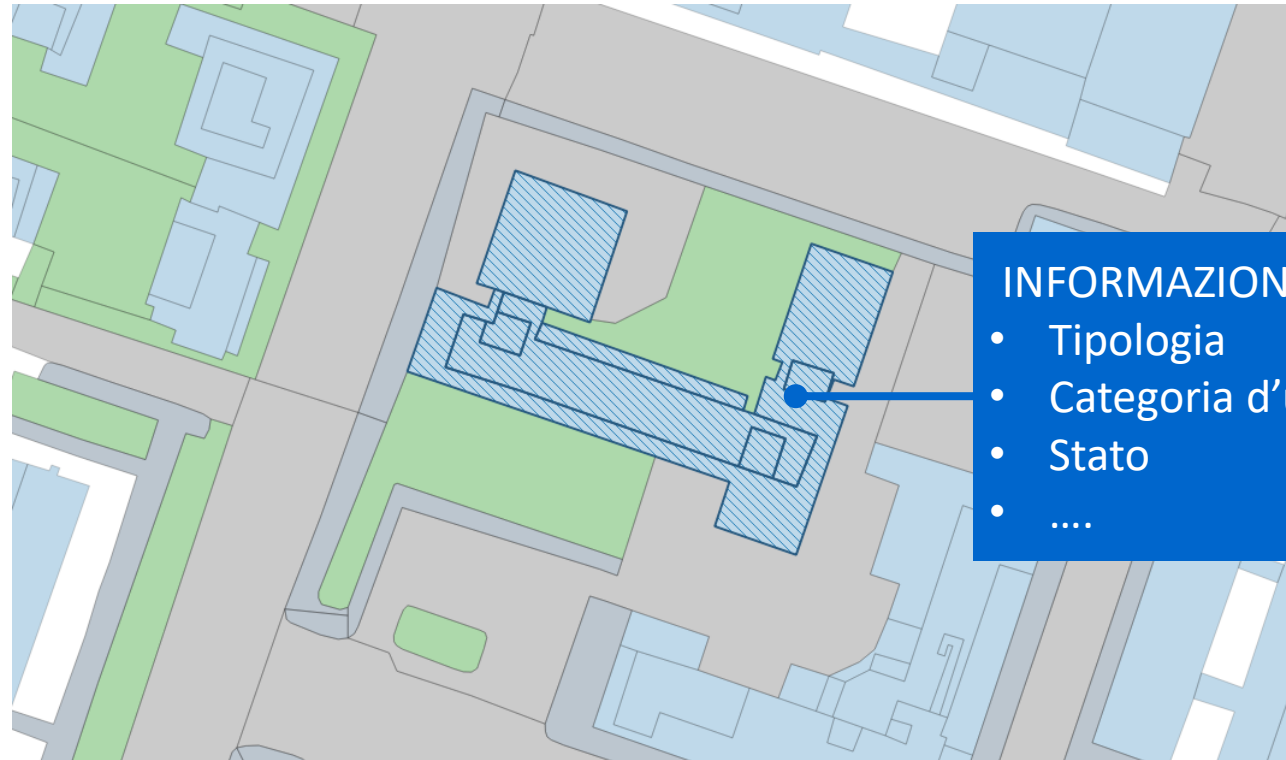 INFORMAZION
• Tipologia
• Categoria d’
• Stato
• ….